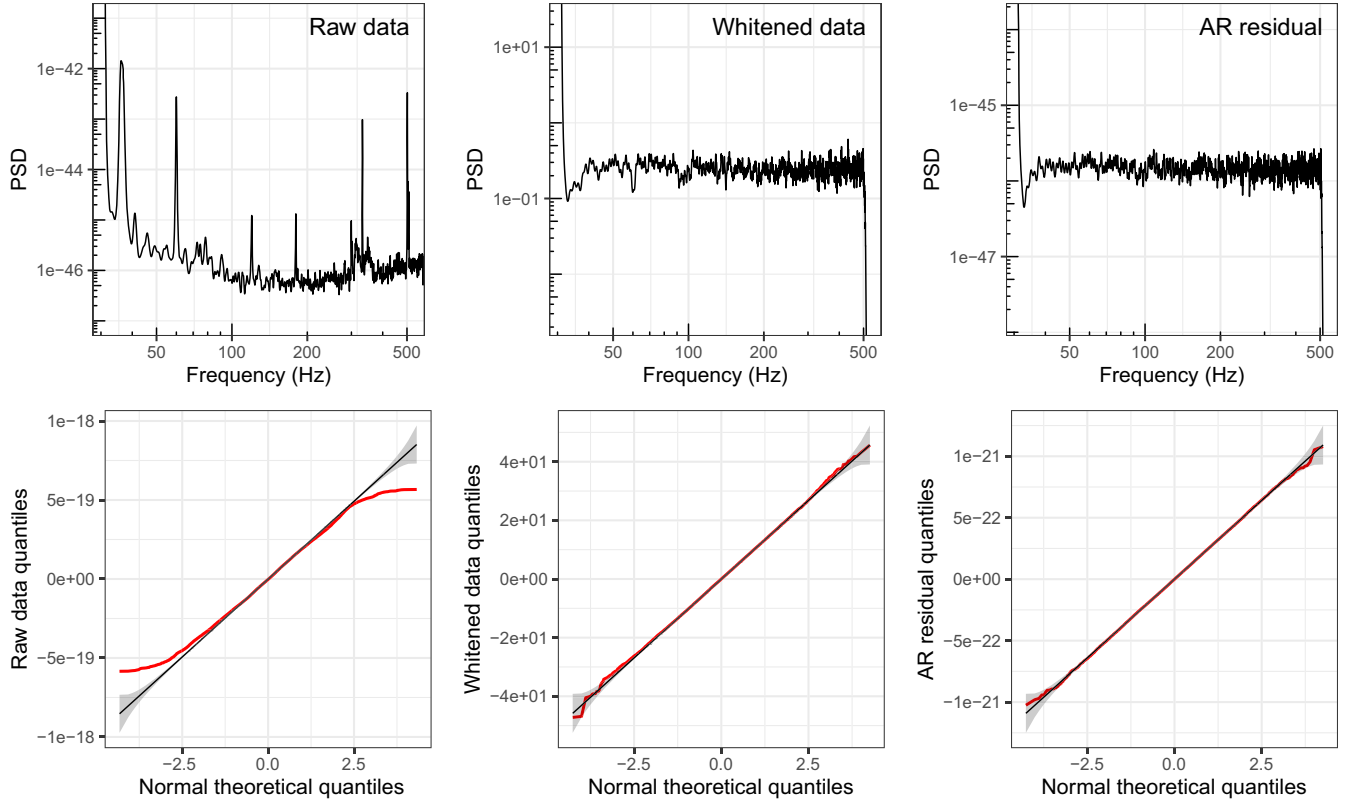 Raw data
1e−42
1e−44
1e−46
PSD
50 100 200 500
Frequency (Hz)
Whitened data
1e+01
1e−01
PSD
50 100 200 500
Frequency (Hz)
AR residual
1e−45
1e−47
PSD
50 100 200 500
Frequency (Hz)
1e−18
5e−19
0e+00
−5e−19
−1e−18
Raw data quantiles
−2.5 0.0 2.5
Normal theoretical quantiles
4e+01
2e+01
0e+00
−2e+01
−4e+01
Whitened data quantiles
−2.5 0.0 2.5
Normal theoretical quantiles
1e−21
5e−22
0e+00
−5e−22
−1e−21
AR residual quantiles
−2.5 0.0 2.5
Normal theoretical quantiles